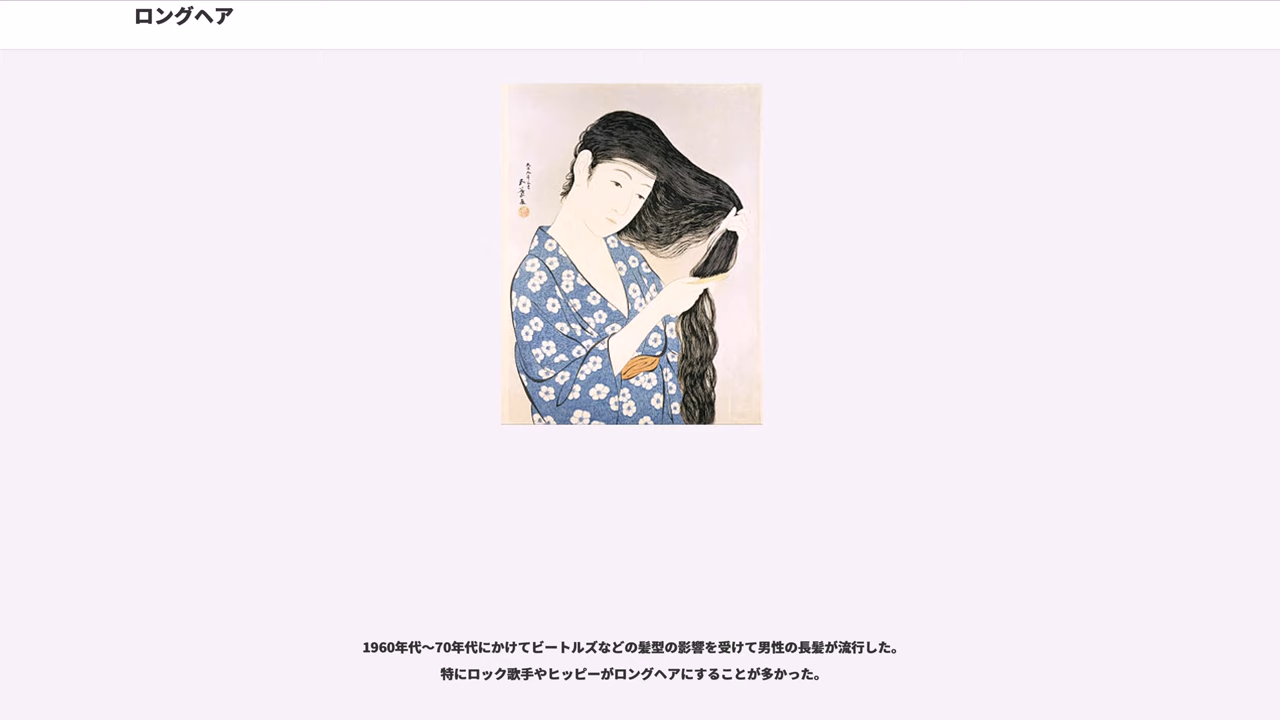 ロングヘア
1960年代～70年代にかけてビートルズなどの髪型の影響を受けて男性の長髪が流行した。
特にロック歌手やヒッピーがロングヘアにすることが多かった。